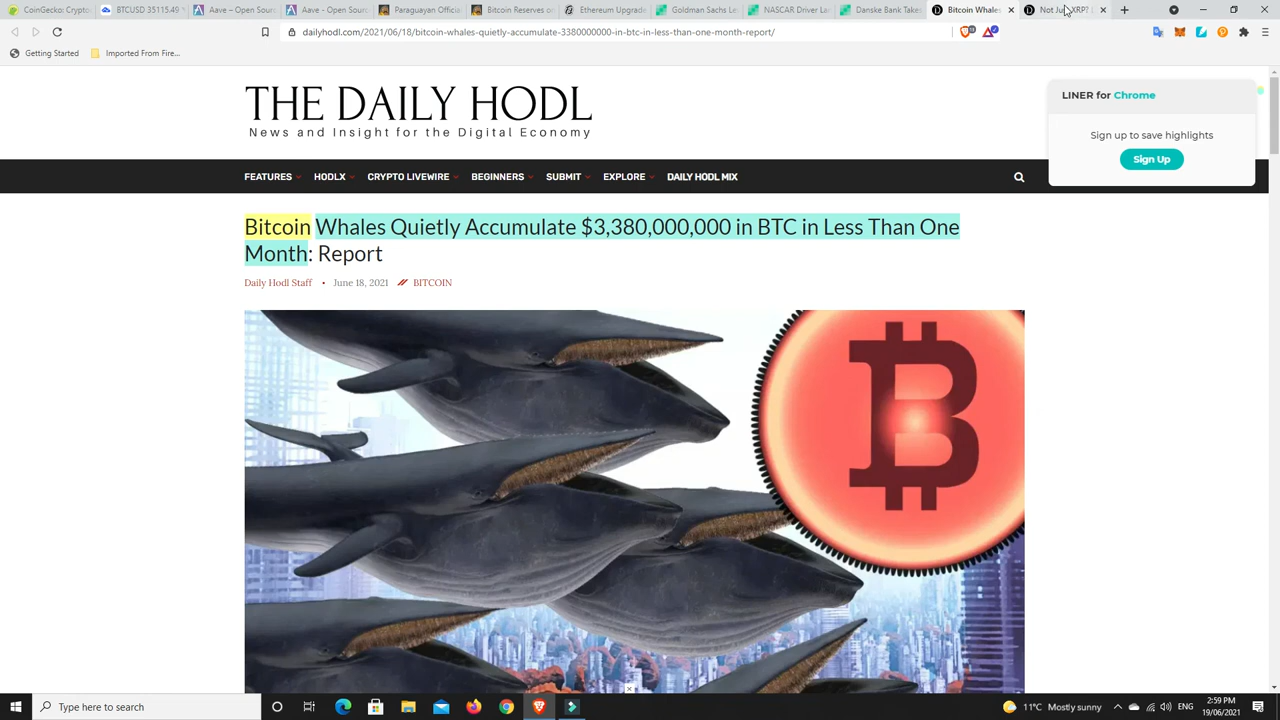 CoinGecko: Crypto
BTCUSD 35115.49
Aave – Open Sourc
Aave - Open Sourc
Paraguayan Officia
Bitcoin Reserves o
Ethereum Upgrade
Goldman Sachs Le
NASCAR Driver Lan
Danske Bank Takes
Bitcoin Whales
Not Ju
XRP? L
dailyhodl.com/2021/06/18/bitcoin-whales-quietly-accumulate-3380000000-in-btc-in-less-than-one-month-report/
Getting Started
Imported From Fire...
THE DAILY HODL
News and Insight for the Digital Economy
LINER for Chrome
Sign up to save highlights
Sign Up
FEATURES HODLX CRYPTO LIVEWIRE BEGINNERS SUBMIT EXPLORE DAILY HODL MIX
Bitcoin Whales Quietly Accumulate $3,380,000,000 in BTC in Less Than One
Month: Report
Daily Hodl Staff • June 18, 2021 BITCOIN
Type here to search
11°C Mostly sunny
ENG
2:59 PM
19/06/2021